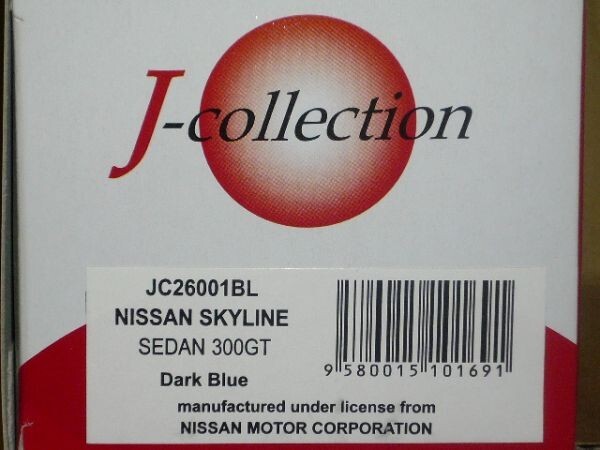 J-collection
JC26001BL
NISSAN SKYLINE
SEDAN 300GT
Dark Blue
9 580015 101691
manufactured under license from
NISSAN MOTOR CORPORATION